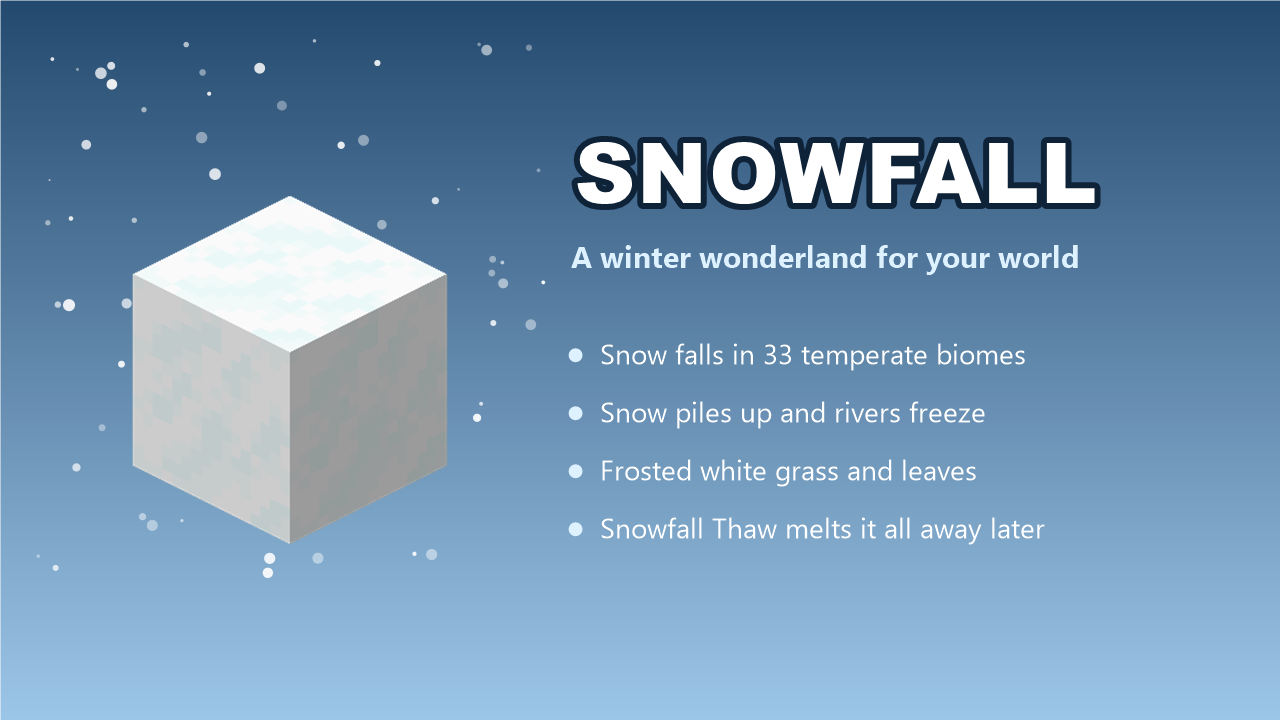 SNOWFALL
A winter wonderland for your world
Snow falls in 33 temperate biomes
Snow piles up and rivers freeze
Frosted white grass and leaves
Snowfall Thaw melts it all away later